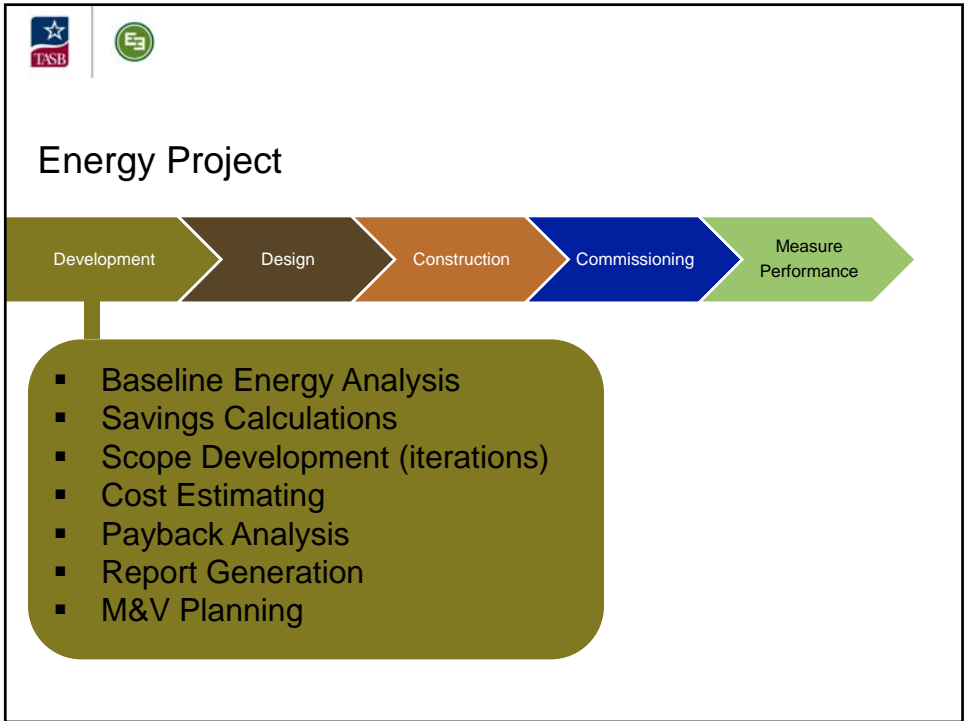 TASB
E3
Energy Project
Development
Design
Construction
Commissioning
Measure
Performance
▪ Baseline Energy Analysis
▪ Savings Calculations
▪ Scope Development (iterations)
▪ Cost Estimating
▪ Payback Analysis
▪ Report Generation
▪ M&V Planning